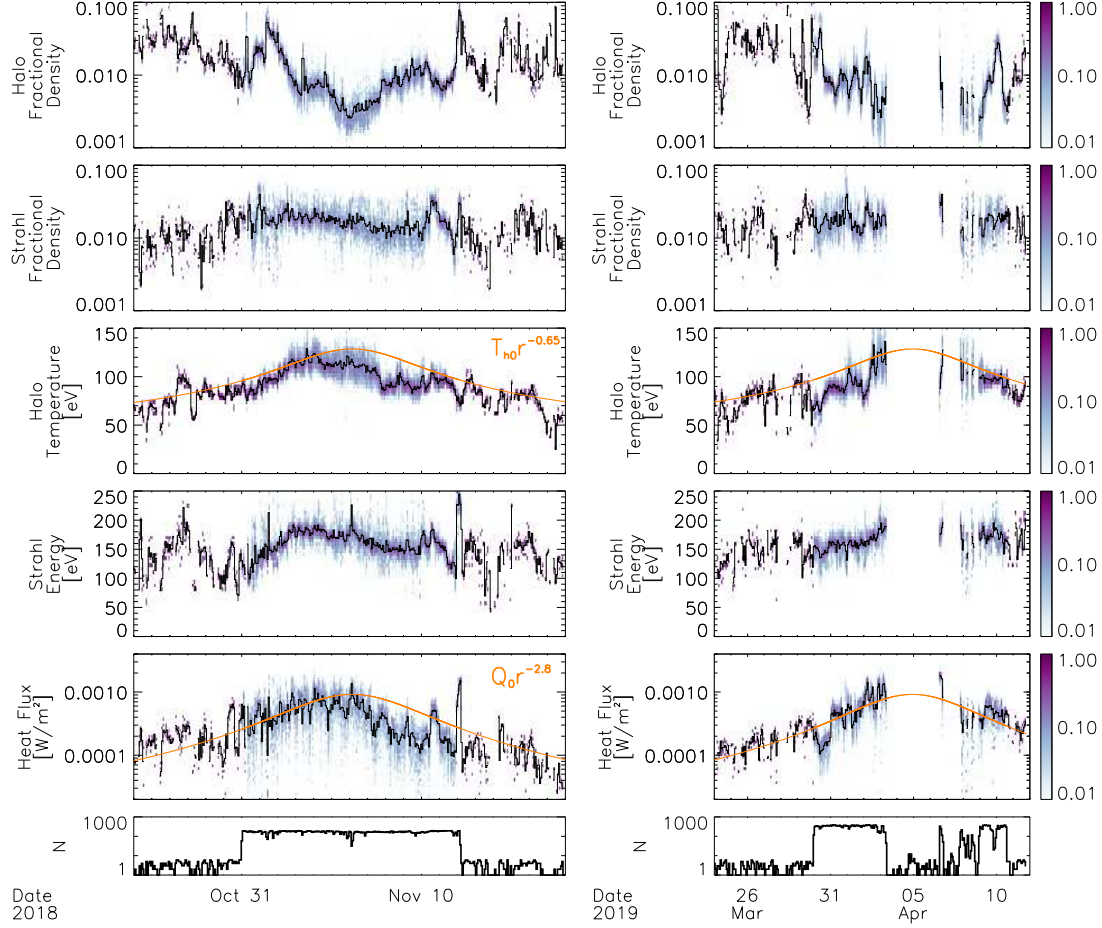 0.100
0.010
0.001
Halo
Fractional
Density
0.100
0.010
0.001
Halo
Fractional
Density
1.00
0.10
0.01
0.100
0.010
0.001
Strahl
Fractional
Density
0.100
0.010
0.001
Strahl
Fractional
Density
1.00
0.10
0.01
150
100
50
0
Halo
Temperature
[eV]
T_h0 r^-0.65
150
100
50
0
Halo
Temperature
[eV]
1.00
0.10
0.01
250
200
150
100
50
0
Strahl
Energy
[eV]
250
200
150
100
50
0
Strahl
Energy
[eV]
1.00
0.10
0.01
0.0010
0.0001
Heat Flux
[W/m²]
Q_0 r^-2.8
0.0010
0.0001
Heat Flux
[W/m²]
1.00
0.10
0.01
1000
1
N
1000
1
N
Date
2018
Oct 31
Nov 10
Date
2019
26
Mar
31
05
Apr
10